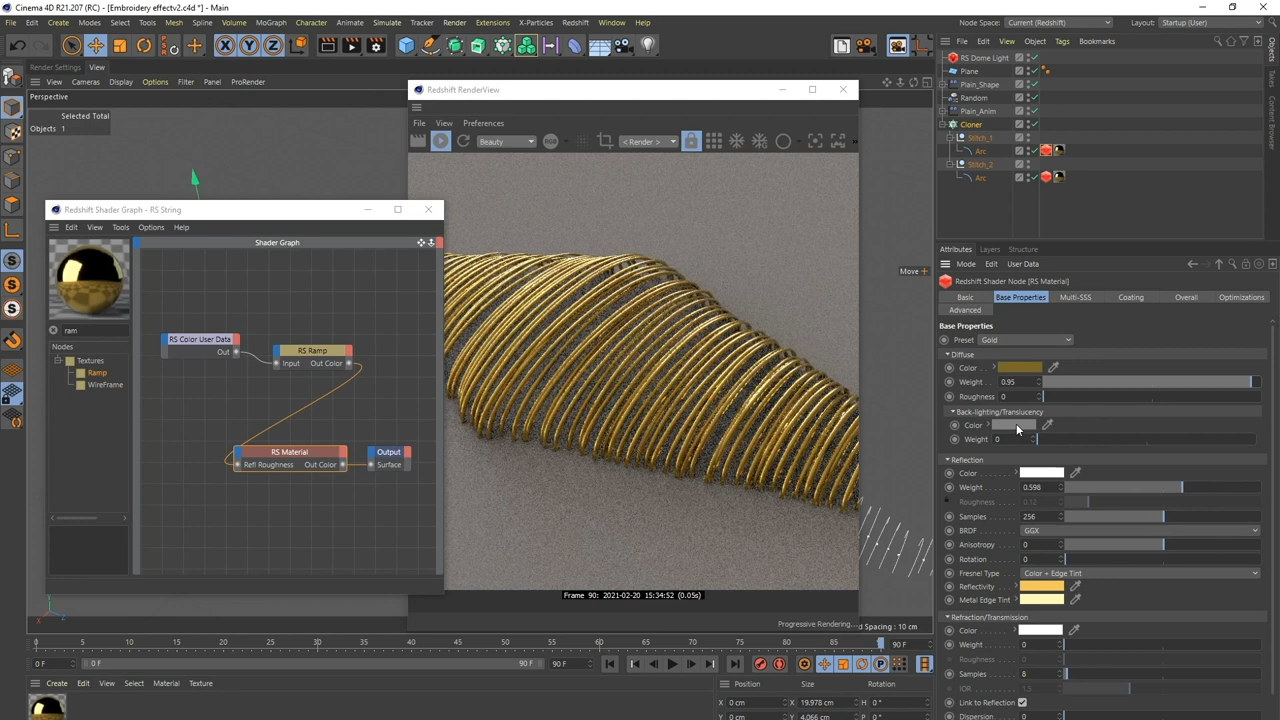 Cinema 4D R21.207 (RC) - [Embroidery effectv2.c4d *] - Main
File Edit Create Modes Select Tools Mesh Spline Volume MoGraph Character Animate Simulate Tracker Render Extensions X-Particles Redshift Window Help
Node Space: Current (Redshift) Layout: Startup (User)
Render Settings View
View Cameras Display Options Filter Panel ProRender
Perspective
Selected Total
Objects 1
Redshift RenderView
File View Preferences
Beauty RGB < Render >
Redshift Shader Graph - RS String
Edit View Tools Options Help
Shader Graph
ram
Nodes
Textures
Ramp
WireFrame
RS Color User Data
Out
RS Ramp
Input Out Color
RS Material
Refl Roughness Out Color
Output
Surface
Move
Frame 90: 2021-02-20 15:34:52 (0.05s)
Progressive Rendering...
d Spacing : 10 cm
File Edit View Object Tags Bookmarks
RS Dome Light
Plane
Plain_Shape
Random
Plain_Anim
Cloner
Stitch_1
Arc
Stitch_2
Arc
Objects
Takes
Content Browser
Attributes Layers Structure
Mode Edit User Data
Redshift Shader Node [RS Material]
Basic Base Properties Multi-SSS Coating Overall Optimizations
Advanced
Base Properties
Preset Gold
Diffuse
Color
Weight 0.95
Roughness 0
Back-lighting/Translucency
Color
Weight 0
Reflection
Color
Weight 0.598
Roughness 0.12
Samples 256
BRDF GGX
Anisotropy 0
Rotation 0
Fresnel Type Color + Edge Tint
Reflectivity
Metal Edge Tint
Refraction/Transmission
Color
Weight 0
Roughness 0
Samples 8
IOR 1.5
Link to Reflection
Dispersion 0
Attributes
0 5 10 15 20 25 30 35 40 45 50 55 60 65 70 75 80 85 90 F
0 F 0 F 90 F 90 F
Create Edit View Select Material Texture
Position Size Rotation
X 0 cm X 19.978 cm H 0 °
Y 0 cm Y 4.066 cm P 0 °